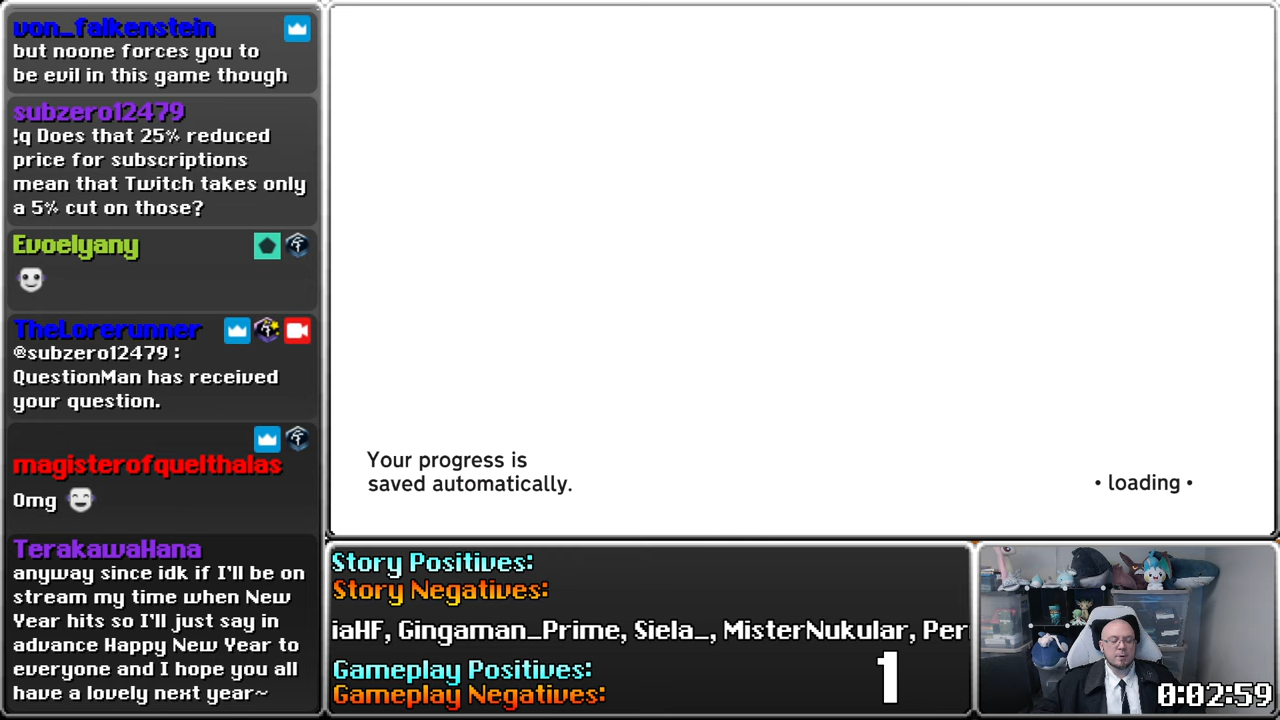 von_falkenstein
but noone forces you to
be evil in this game though
subzero12479
!q Does that 25% reduced
price for subscriptions
mean that Twitch takes only
a 5% cut on those?
Evoelyany
TheLorerunner
@subzero12479 :
QuestionMan has received
your question.
magisterofquelthalas
Omg
TerakawaHana
anyway since idk if I'll be on
stream my time when New
Year hits so I'll just say in
advance Happy New Year to
everyone and I hope you all
have a lovely next year~
Your progress is
saved automatically.
• loading •
Story Positives:
Story Negatives:
iaHF, Gingaman_Prime, Siela_, MisterNukular, Per
Gameplay Positives:
Gameplay Negatives:
1
0:02:59